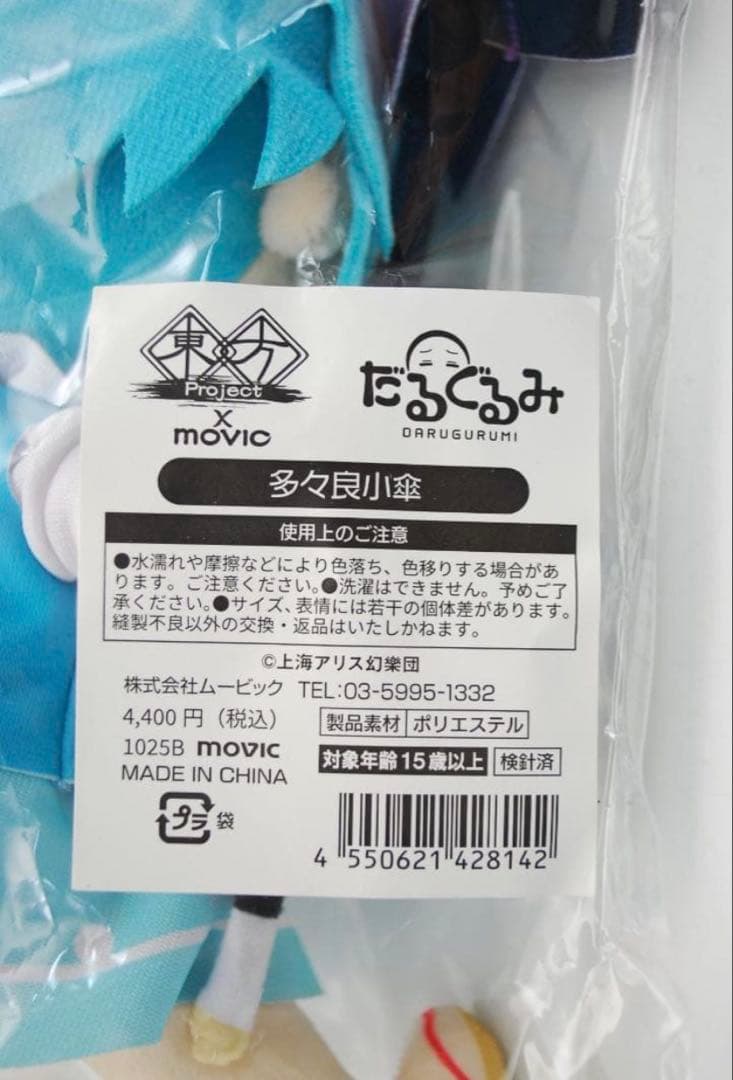 東方
Project
×
movic
だるぐるみ
DARUGURUMI
多々良小傘
使用上のご注意
●水濡れや摩擦などにより色落ち、色移りする場合があ
ります。ご注意ください。●洗濯はできません。予めご了
承ください。●サイズ、表情には若干の個体差があります。
縫製不良以外の交換・返品はいたしかねます。
©上海アリス幻樂団
株式会社ムービック TEL:03-5995-1332
4,400円（税込） 製品素材 ポリエステル
1025B movic 対象年齢15歳以上 検針済
MADE IN CHINA
プラ 袋
4 550621 428142